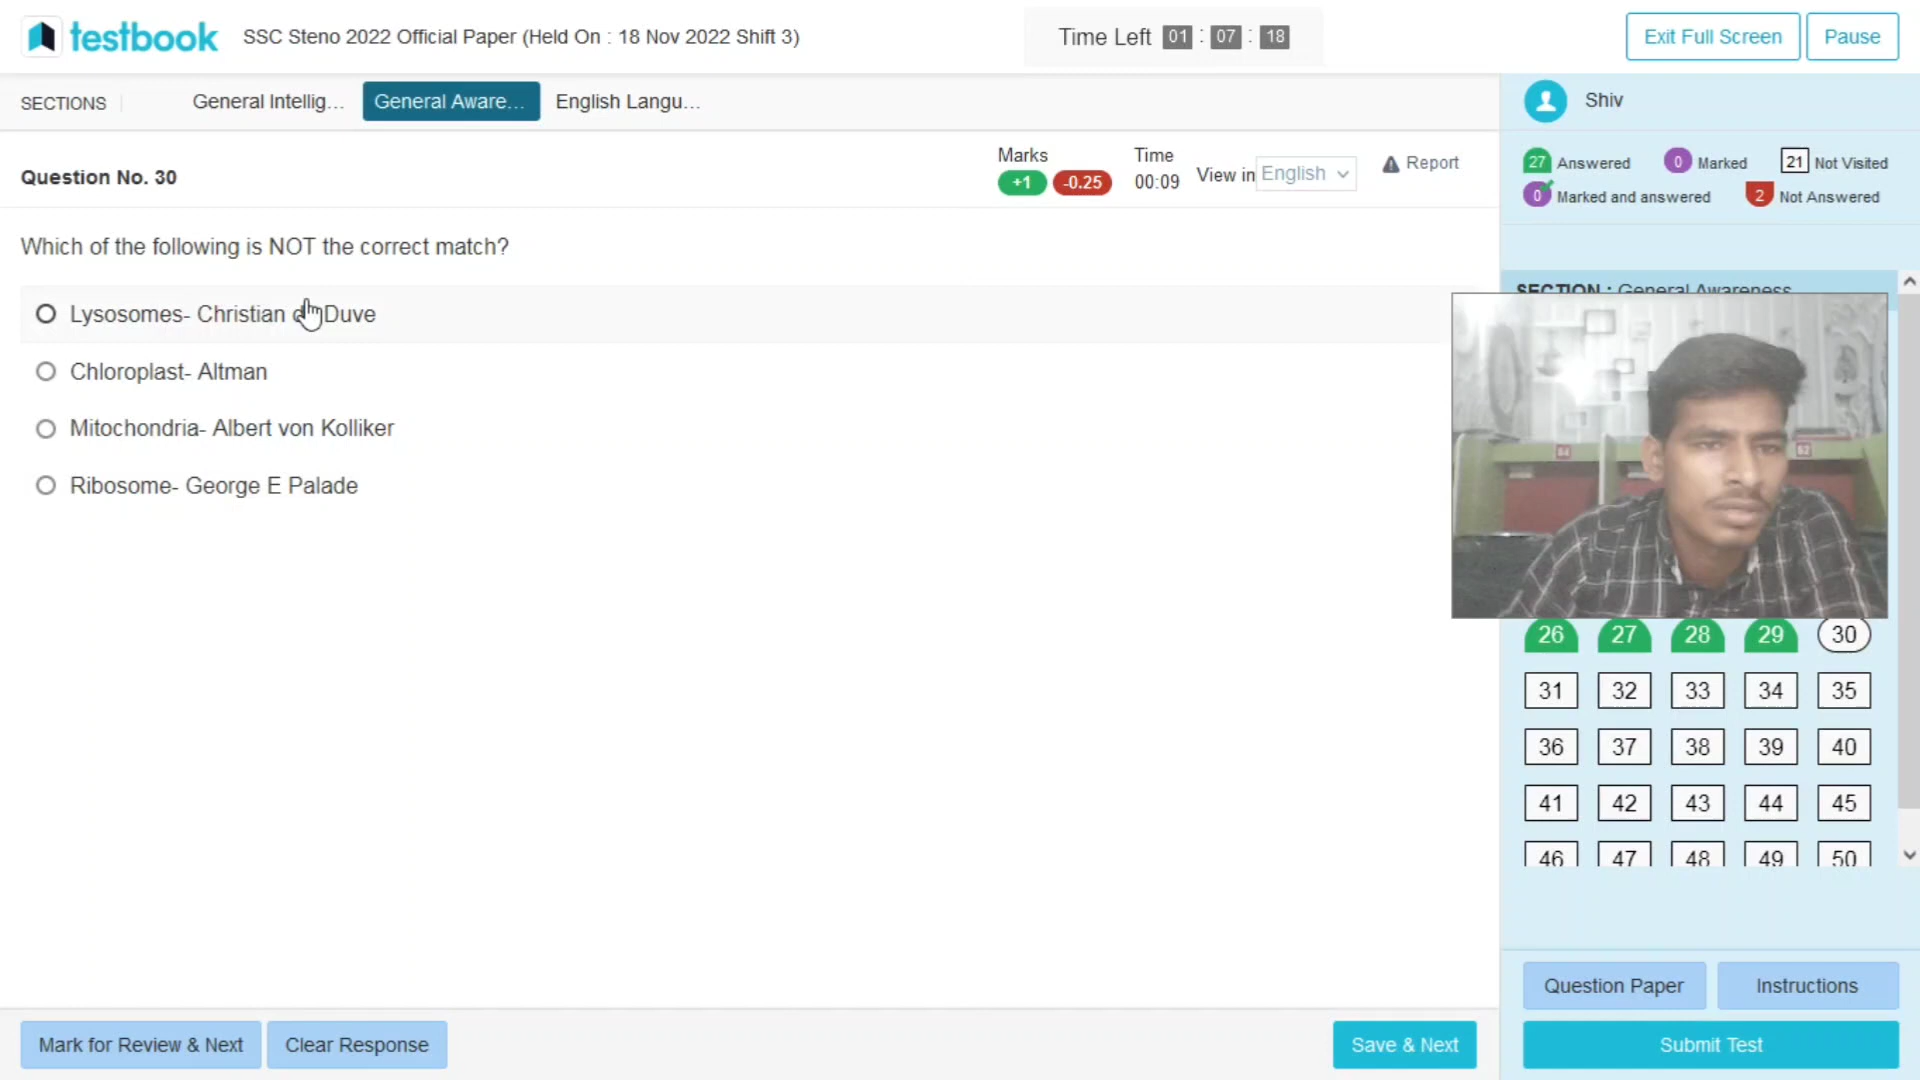 testbook SSC Steno 2022 Official Paper (Held On : 18 Nov 2022 Shift 3) Time Left 01 : 07 : 18 Exit Full Screen Pause
SECTIONS General Intellig... General Aware... English Langu...
Shiv
Question No. 30
Marks
+1 -0.25
Time
00:09
View in English
Report
27 Answered 0 Marked 21 Not Visited
0 Marked and answered 2 Not Answered
Which of the following is NOT the correct match?
SECTION : General Awareness
Lysosomes- Christian Duve
Chloroplast- Altman
Mitochondria- Albert von Kolliker
Ribosome- George E Palade
26 27 28 29 30
31 32 33 34 35
36 37 38 39 40
41 42 43 44 45
46 47 48 49 50
Question Paper Instructions
Mark for Review & Next Clear Response Save & Next Submit Test